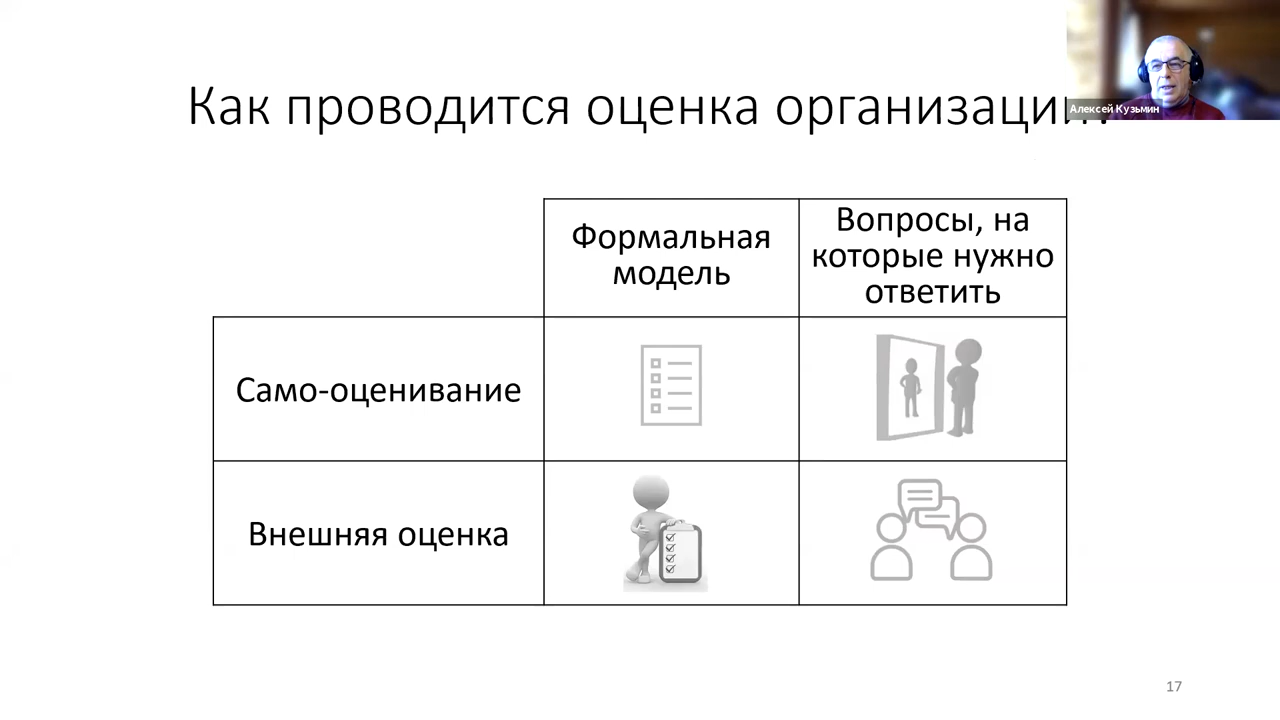 Как проводится оценка организации?
Алексей Кузьмин
Формальная
модель
Вопросы, на
которые нужно
ответить
Само-оценивание
Внешняя оценка
17